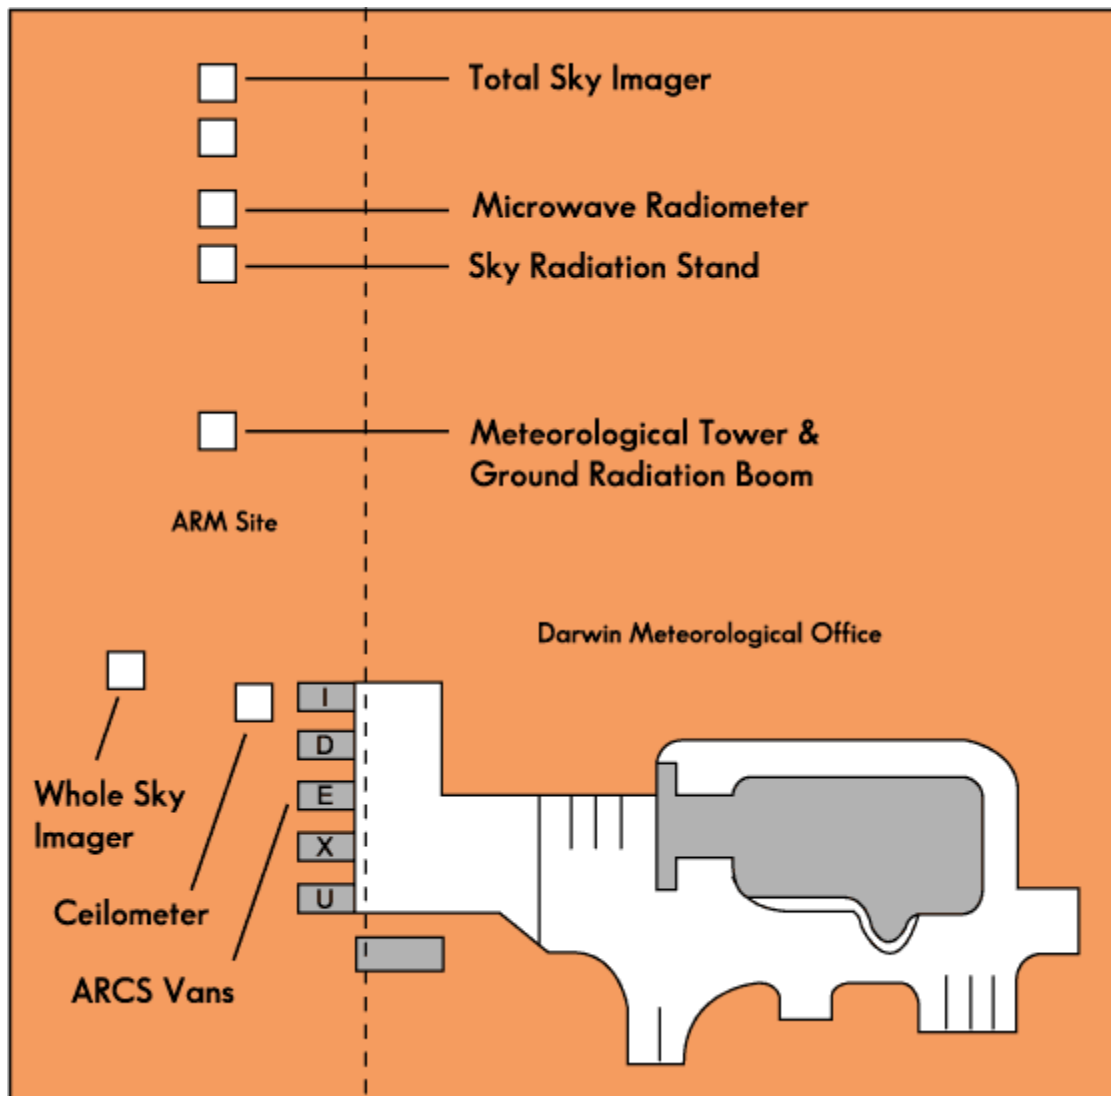 Total Sky Imager
Microwave Radiometer
Sky Radiation Stand
Meteorological Tower &
Ground Radiation Boom
ARM Site
Darwin Meteorological Office
I
D
E
X
U
Whole Sky
Imager
Ceilometer
ARCS Vans